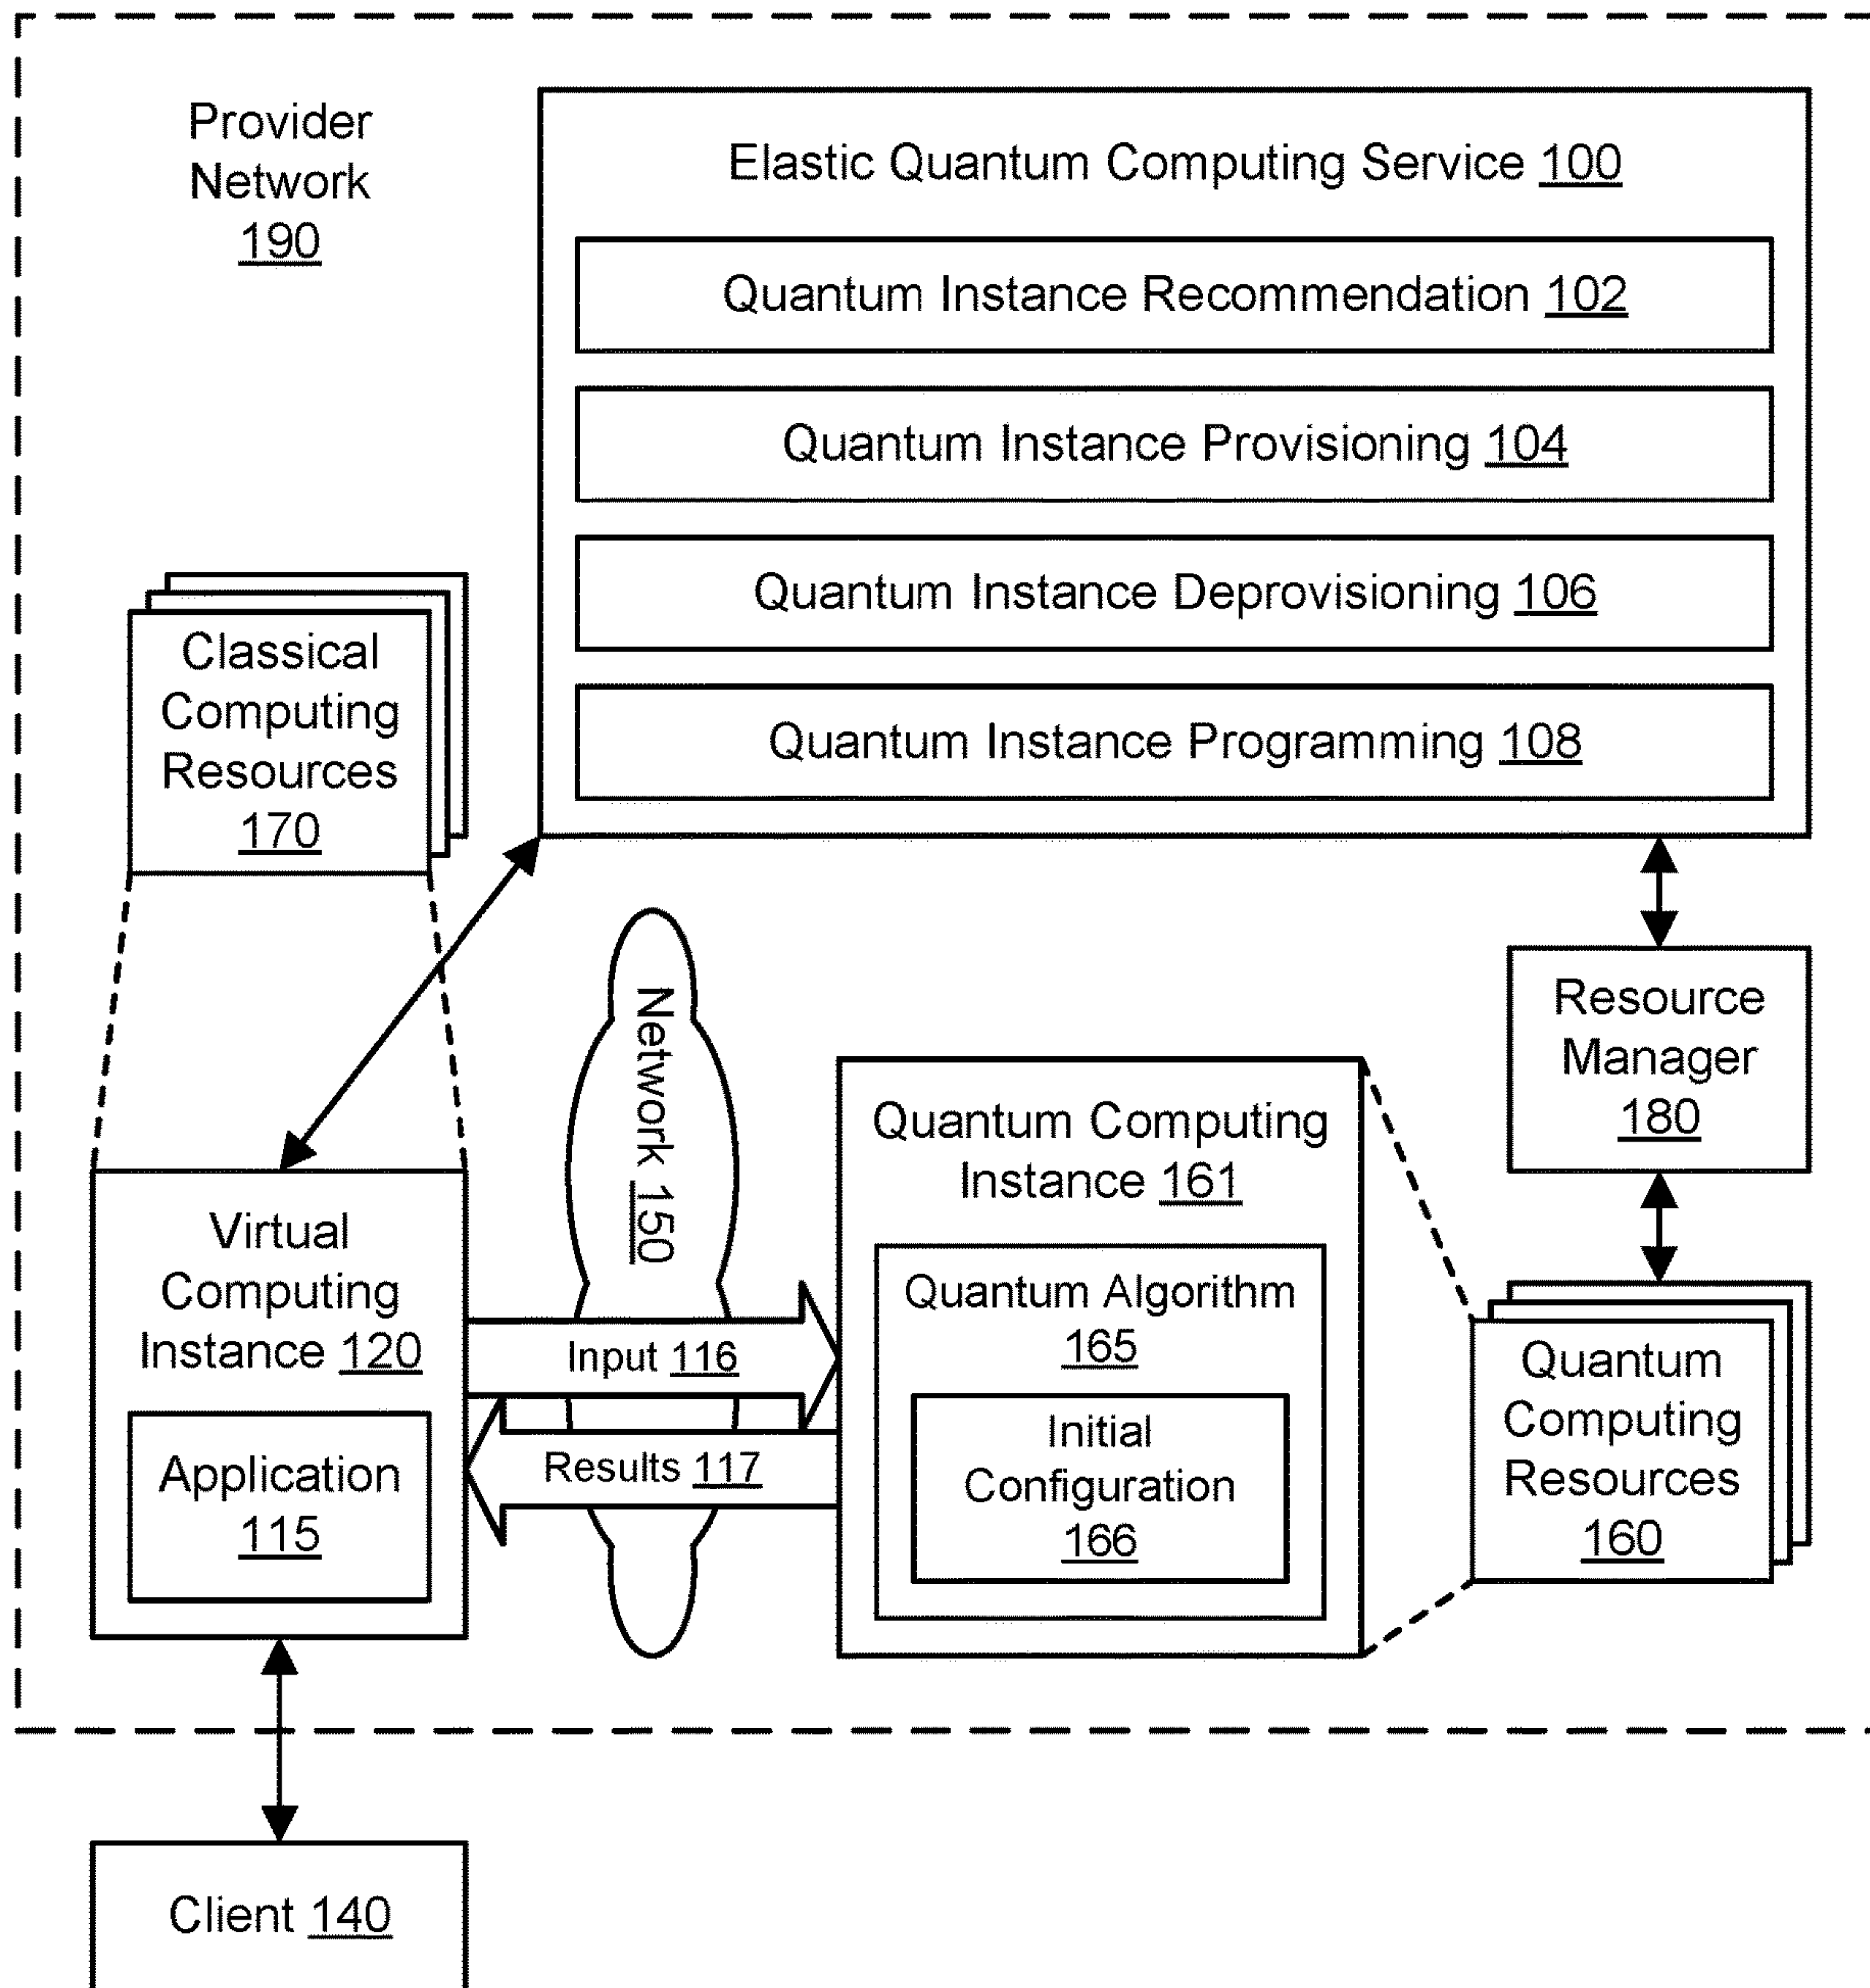 Provider
Network
190
Elastic Quantum Computing Service 100
Quantum Instance Recommendation 102
Quantum Instance Provisioning 104
Quantum Instance Deprovisioning 106
Quantum Instance Programming 108
Classical
Computing
Resources
170
Network 150
Resource
Manager
180
Quantum Computing
Instance 161
Quantum Algorithm
165
Initial
Configuration
166
Virtual
Computing
Instance 120
Application
115
Input 116
Results 117
Quantum
Computing
Resources
160
Client 140